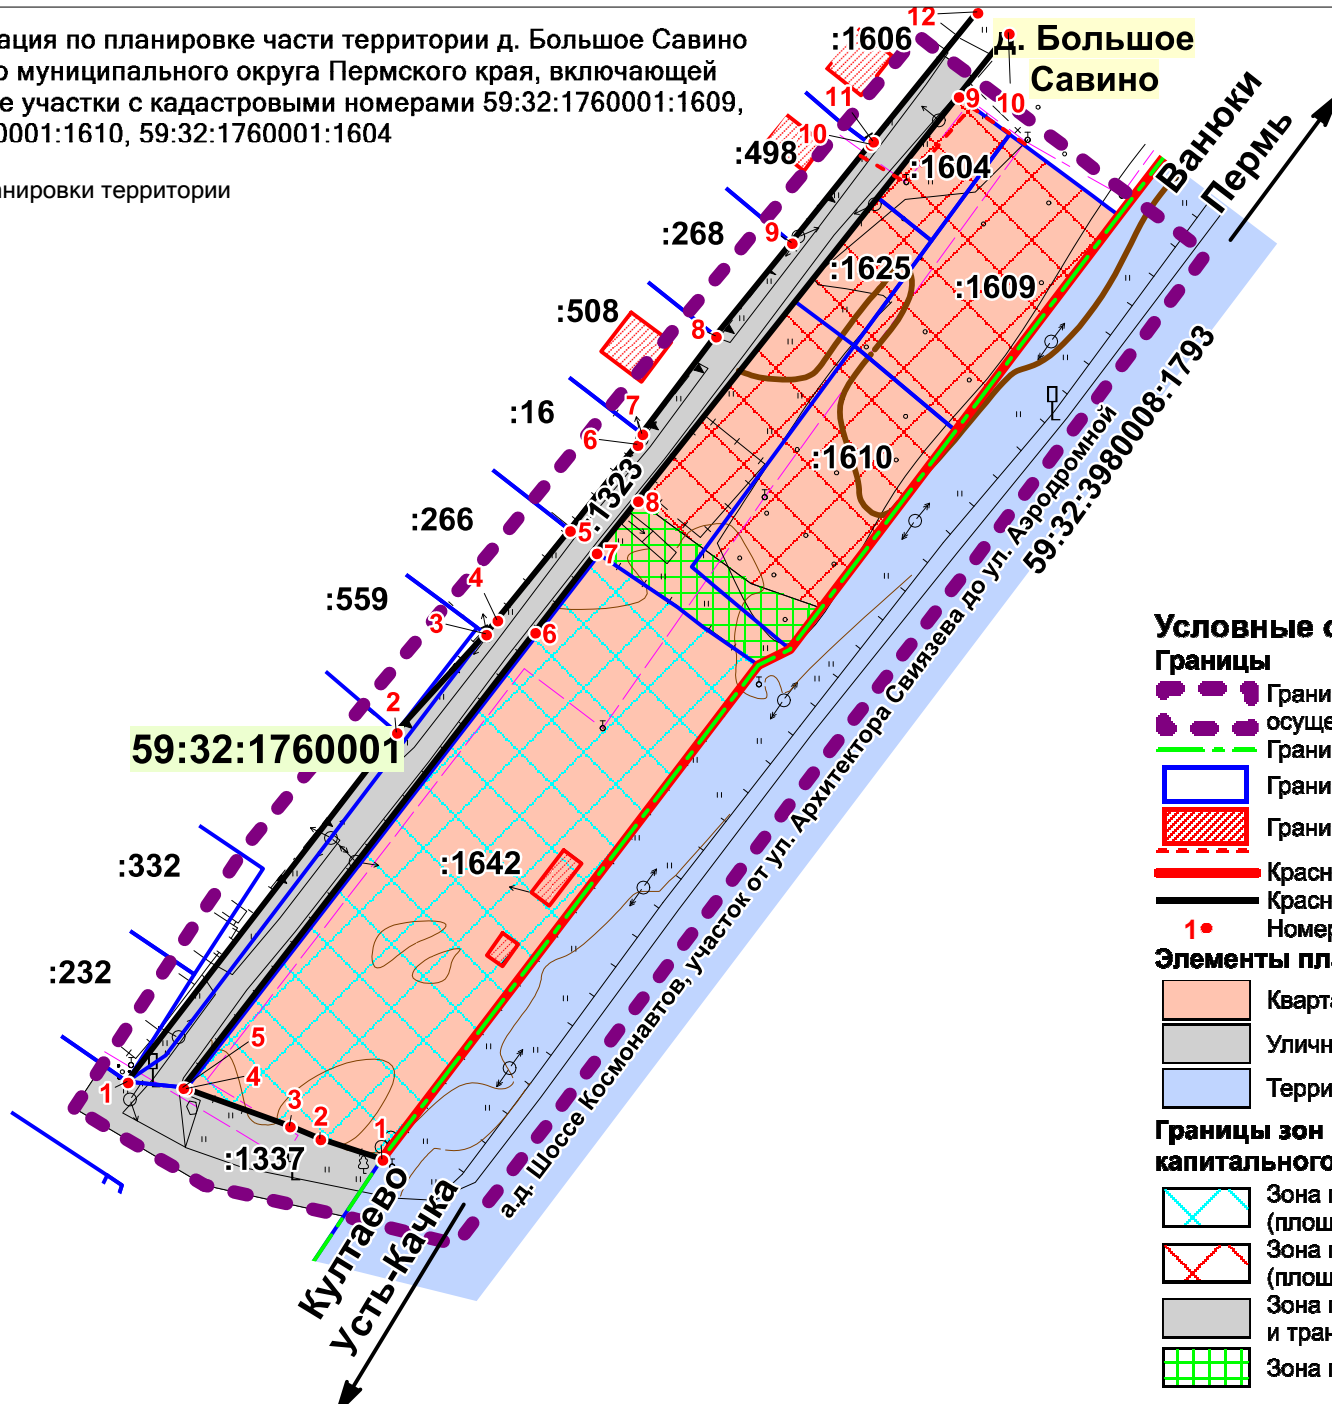 ация по планировке части территории д. Большое Савино
о муниципального округа Пермского края, включающей
е участки с кадастровыми номерами 59:32:1760001:1609,
0001:1610, 59:32:1760001:1604
анировки территории
12
:1606
д. Большое
Савино
11
10
9
10
:498
:1604
Ванюки
Пермь
:268
9
:1625
:1609
:508
8
:16
7
6
:1610
:1323
8
:266
5
7
59:32:3980008:1793
а.д. Шоссе Космонавтов, участок от ул. Архитектора Свиязева до ул. Аэродромной
:559
4
3
6
2
59:32:1760001
:332
:1642
:232
5
4
1
3
2
1
:1337
Култаево
Усть-Качка
Условные
Границы
Грани
осуще
Грани
Грани
Грани
Красн
Красн
1
Номер
Элементы пл
Кварта
Уличн
Терри
Границы зон
капитального
Зона
(площ
Зона
(площ
Зона
и тран
Зона